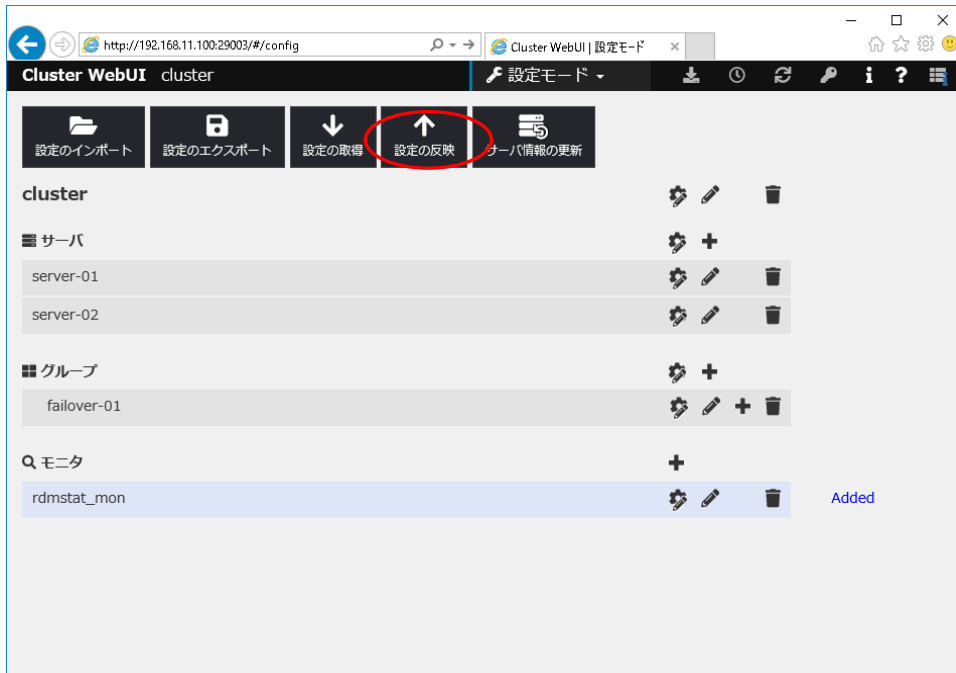 http://192.168.11.100:29003/#/config
Cluster WebUI | 設定モード
Cluster WebUI cluster
設定モード
設定のインポート
設定のエクスポート
設定の取得
設定の反映
サーバ情報の更新
cluster
サーバ
server-01
server-02
グループ
failover-01
モニタ
rdmstat_mon
Added